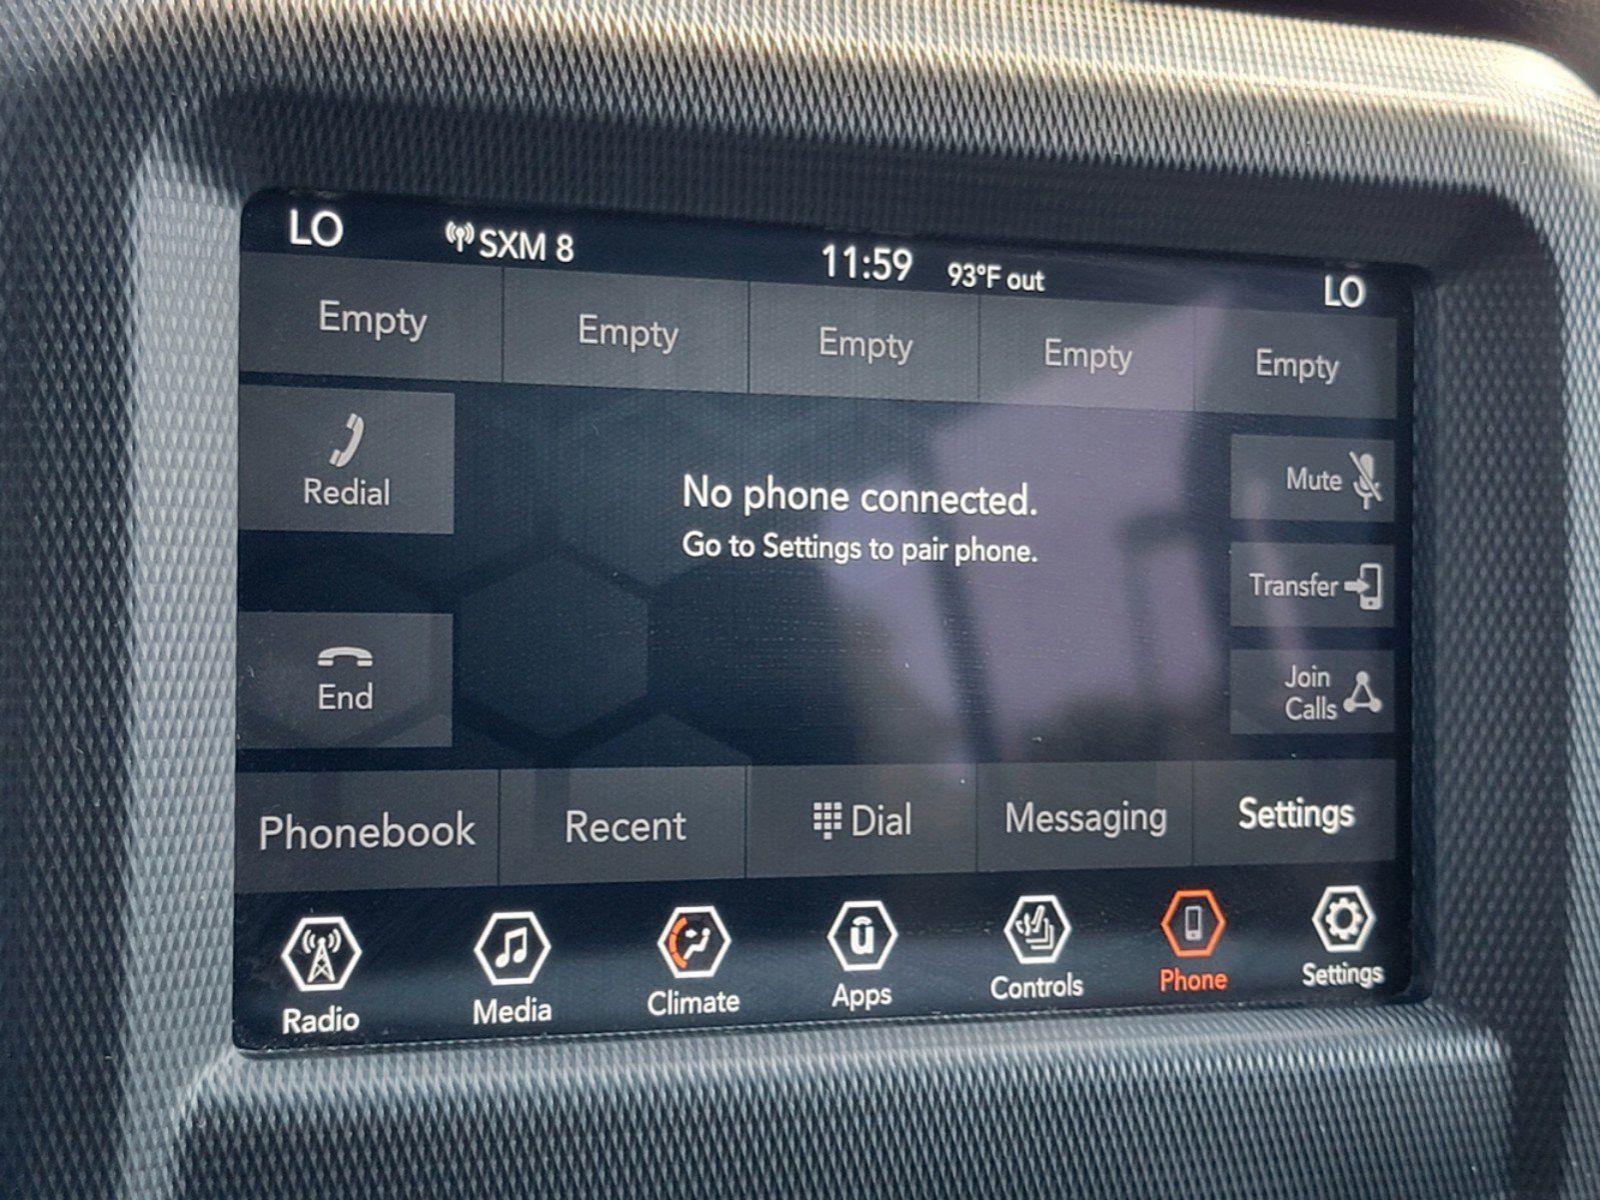 LO
SXM 8
11:59
93°F out
LO
Empty
Empty
Empty
Empty
Empty
Redial
No phone connected.
Go to Settings to pair phone.
Mute
Transfer
End
Join
Calls
Phonebook
Recent
Dial
Messaging
Settings
u
Radio
Media
Climate
Apps
Controls
Phone
Settings